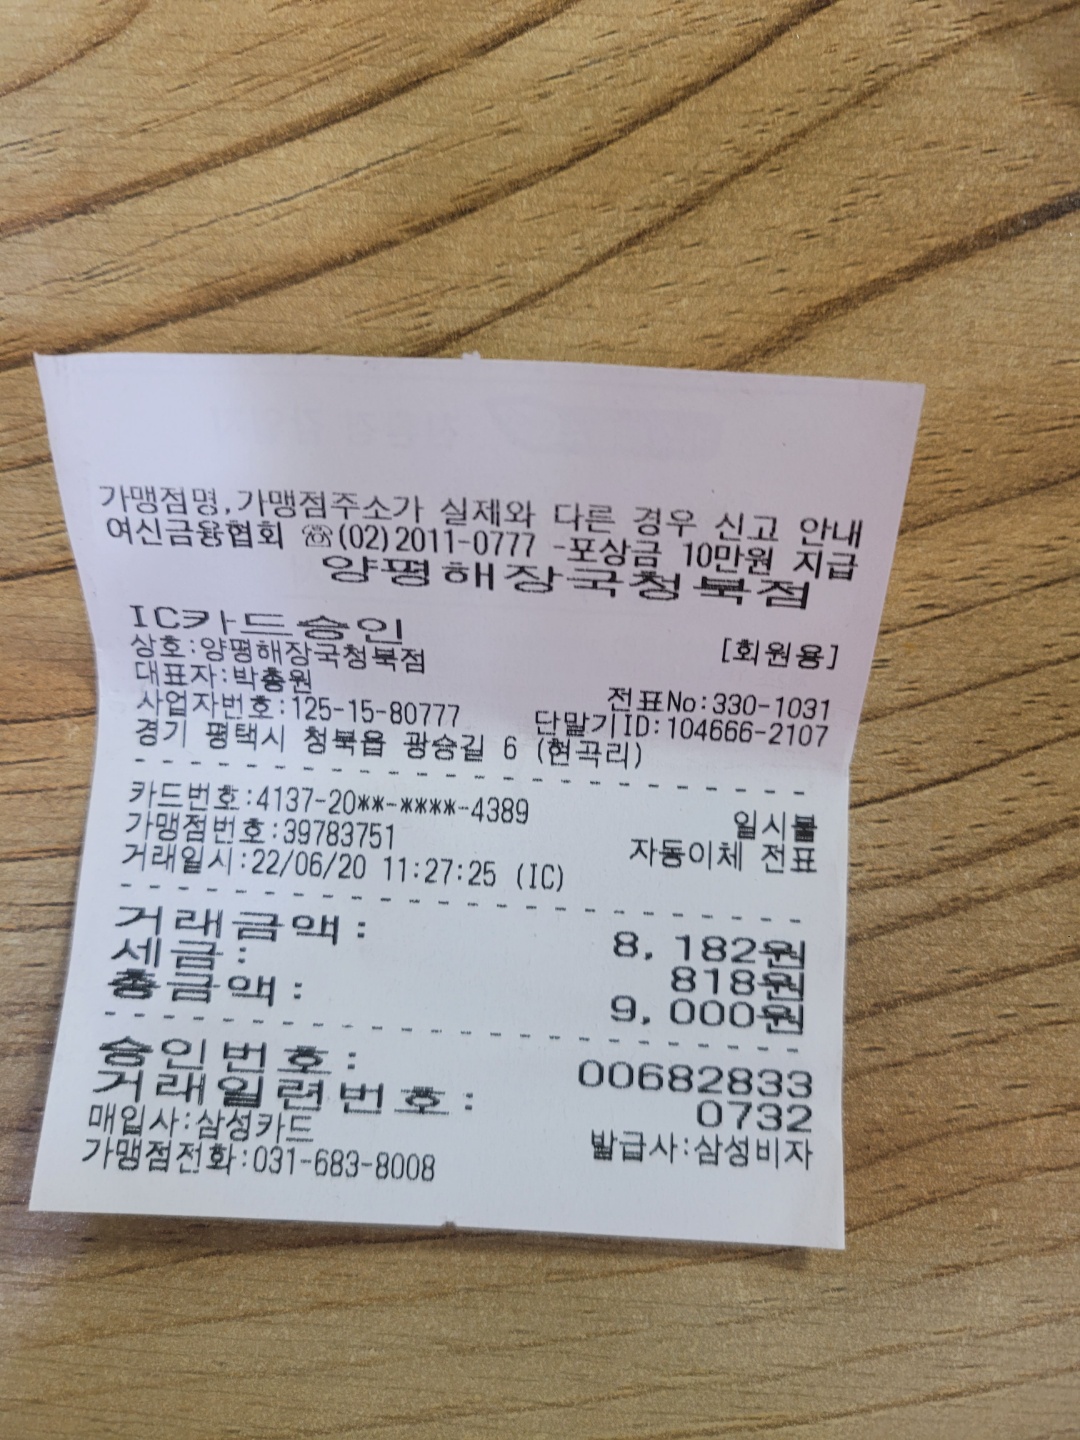 가맹점명,가맹점주소가 실제와 다른 경우 신고 안내
여신금융협회 ☏(02)2011-0777 -포상금 10만원 지급
양평해장국청북점
IC카드승인
[회원용]
상호:양평해장국청북점
대표자:박충원
전표No:330-1031
사업자번호:125-15-80777
단말기ID:104666-2107
경기 평택시 청북읍 광승길 6 (현곡리)
카드번호:4137-20**-****-4389
일시불
가맹점번호:39783751
자동이체 전표
거래일시:22/06/20 11:27:25 (IC)
거래금액: 8,182원
세금: 818원
총금액: 9,000원
승인번호: 00682833
거래일련번호: 0732
매입사:삼성카드
발급사:삼성비자
가맹점전화:031-683-8008